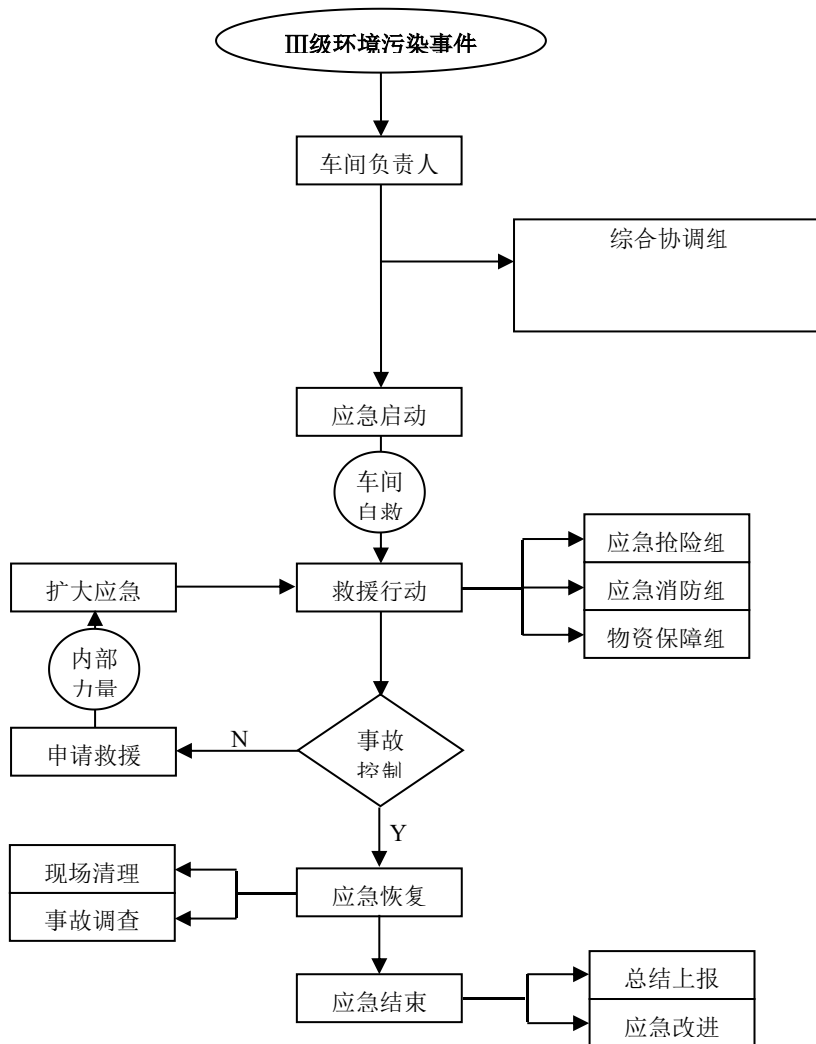 Ⅲ级环境污染事件
车间负责人
综合协调组
应急启动
车间
自救
应急抢险组
扩大应急
救援行动
应急消防组
物资保障组
内部
力量
申请救援
N
事故
控制
Y
现场清理
应急恢复
事故调查
总结上报
应急结束
应急改进